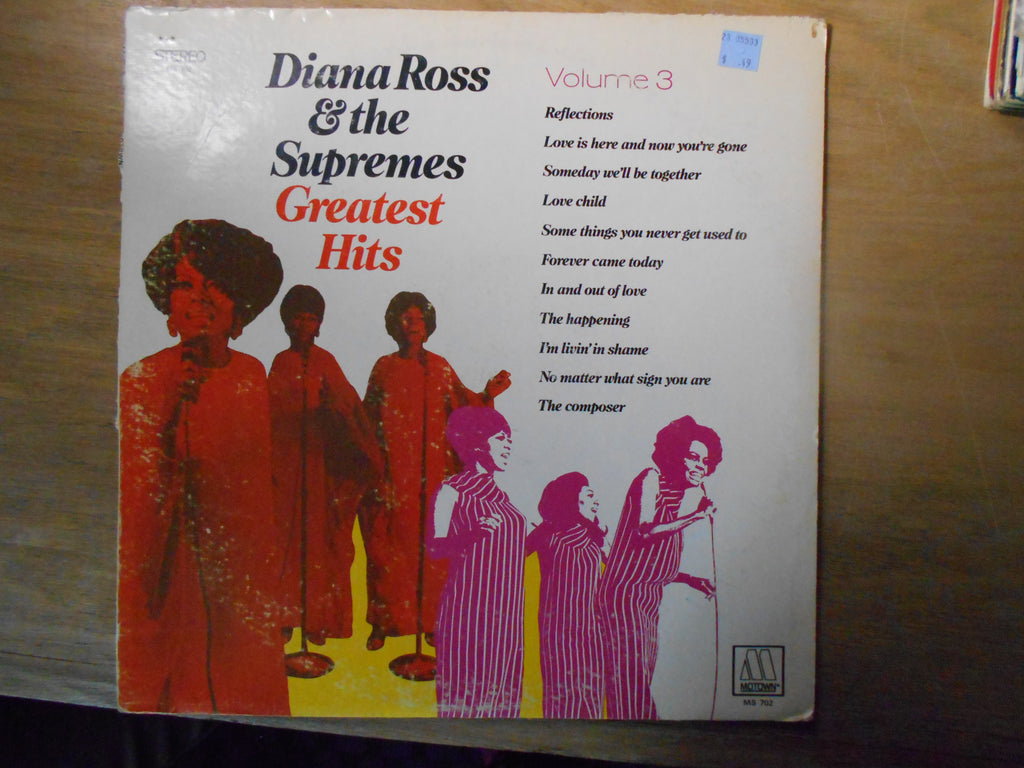 STEREO
Diana Ross
& the
Supremes
Greatest
Hits
Volume 3
Reflections
Love is here and now you're gone
Someday we'll be together
Love child
Some things you never get used to
Forever came today
In and out of love
The happening
I'm livin' in shame
No matter what sign you are
The composer
$ .49
MOTOWN
MS 702